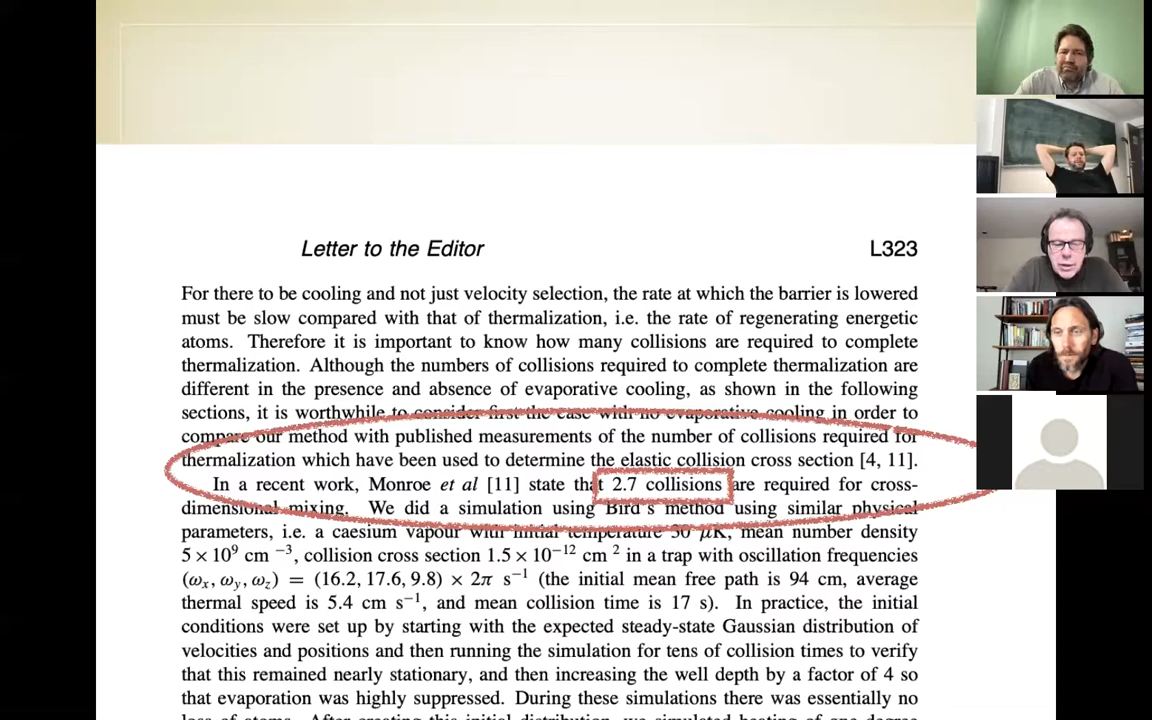 Letter to the Editor
L323
For there to be cooling and not just velocity selection, the rate at which the barrier is lowered
must be slow compared with that of thermalization, i.e. the rate of regenerating energetic
atoms. Therefore it is important to know how many collisions are required to complete
thermalization. Although the numbers of collisions required to complete thermalization are
different in the presence and absence of evaporative cooling, as shown in the following
sections, it is worthwhile to consider first the case with no evaporative cooling in order to
compare our method with published measurements of the number of collisions required for
thermalization which have been used to determine the elastic collision cross section [4, 11].
In a recent work, Monroe et al [11] state that 2.7 collisions are required for cross-
dimensional mixing. We did a simulation using Bird's method using similar physical
parameters, i.e. a caesium vapour with initial temperature 30 μK, mean number density
5 × 10⁹ cm ⁻³, collision cross section 1.5 × 10⁻¹² cm ² in a trap with oscillation frequencies
(ωₓ, ωᵧ, ω_z) = (16.2, 17.6, 9.8) × 2π s⁻¹ (the initial mean free path is 94 cm, average
thermal speed is 5.4 cm s⁻¹, and mean collision time is 17 s). In practice, the initial
conditions were set up by starting with the expected steady-state Gaussian distribution of
velocities and positions and then running the simulation for tens of collision times to verify
that this remained nearly stationary, and then increasing the well depth by a factor of 4 so
that evaporation was highly suppressed. During these simulations there was essentially no